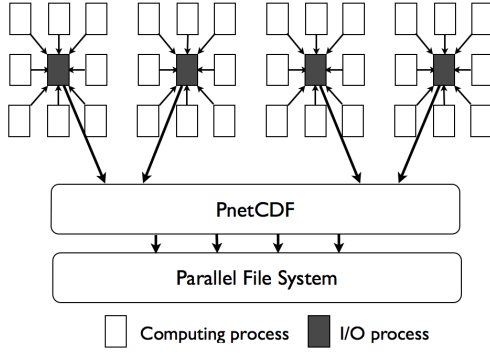 PnetCDF
Parallel File System
Computing process
I/O process